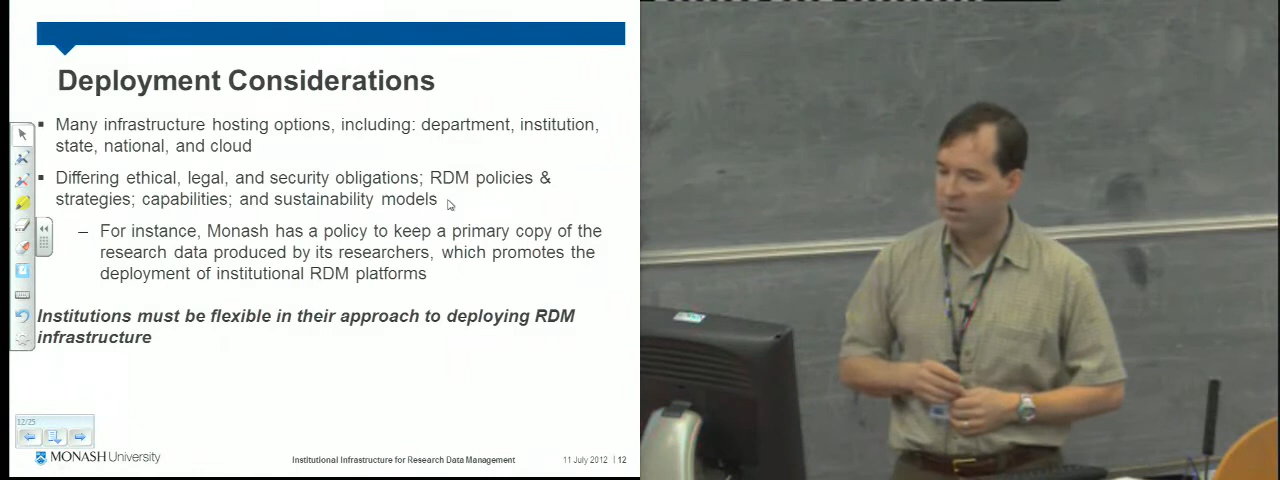 Deployment Considerations
▪ Many infrastructure hosting options, including: department, institution,
state, national, and cloud
▪ Differing ethical, legal, and security obligations; RDM policies &
strategies; capabilities; and sustainability models
– For instance, Monash has a policy to keep a primary copy of the
research data produced by its researchers, which promotes the
deployment of institutional RDM platforms
Institutions must be flexible in their approach to deploying RDM
infrastructure
12/25
MONASH University
Institutional Infrastructure for Research Data Management
11 July 2012 | 12